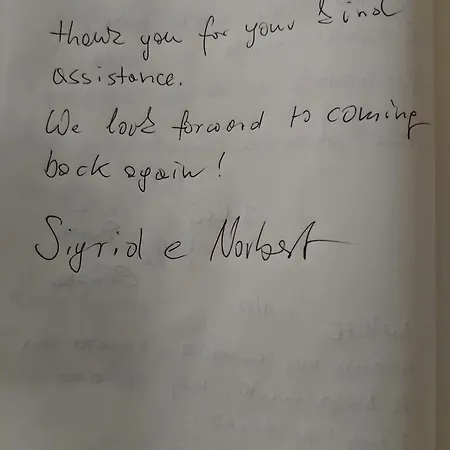 thank you for your kind
assistance.
We look forward to coming
back again!
Sigrid e Norbert